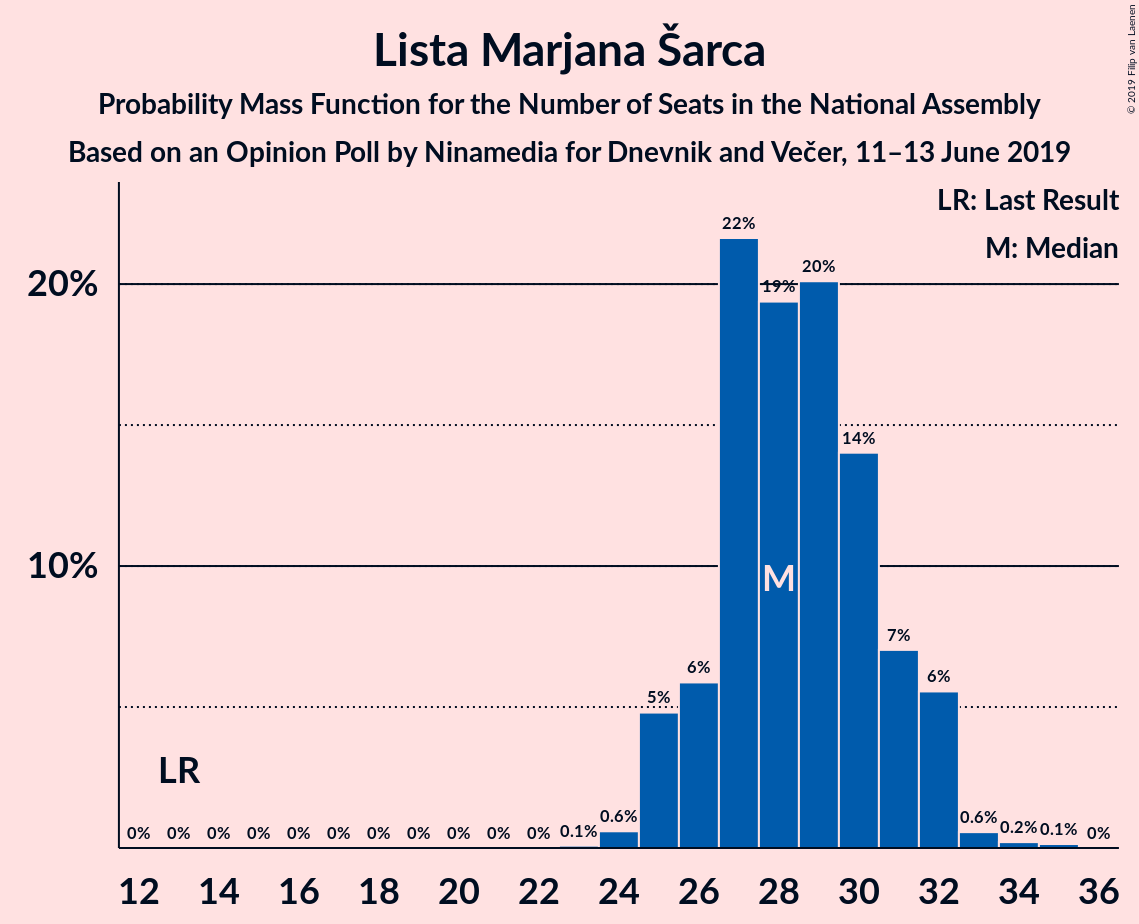 Lista Marjana Šarca
Probability Mass Function for the Number of Seats in the National Assembly
Based on an Opinion Poll by Ninamedia for Dnevnik and Večer, 11–13 June 2019
© 2019 Filip van Laenen
LR: Last Result
M: Median
20%
10%
22%
19%
20%
14%
7%
6%
5%
6%
M
LR
0% 0% 0% 0% 0% 0% 0% 0% 0% 0% 0% 0.1% 0.6% 0.6% 0.2% 0.1% 0%
12 14 16 18 20 22 24 26 28 30 32 34 36